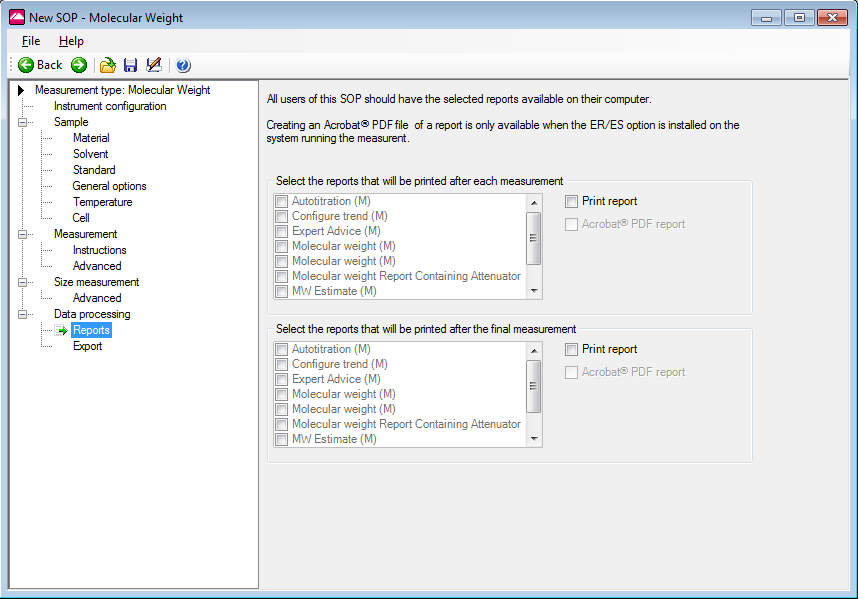 New SOP - Molecular Weight
File Help
Back
Measurement type: Molecular Weight
Instrument configuration
Sample
Material
Solvent
Standard
General options
Temperature
Cell
Measurement
Instructions
Advanced
Size measurement
Advanced
Data processing
Reports
Export
All users of this SOP should have the selected reports available on their computer.
Creating an Acrobat® PDF file of a report is only available when the ER/ES option is installed on the
system running the measurent.
Select the reports that will be printed after each measurement
Autotitration (M)
Configure trend (M)
Expert Advice (M)
Molecular weight (M)
Molecular weight (M)
Molecular weight Report Containing Attenuator
MW Estimate (M)
Print report
Acrobat® PDF report
Select the reports that will be printed after the final measurement
Autotitration (M)
Configure trend (M)
Expert Advice (M)
Molecular weight (M)
Molecular weight (M)
Molecular weight Report Containing Attenuator
MW Estimate (M)
Print report
Acrobat® PDF report